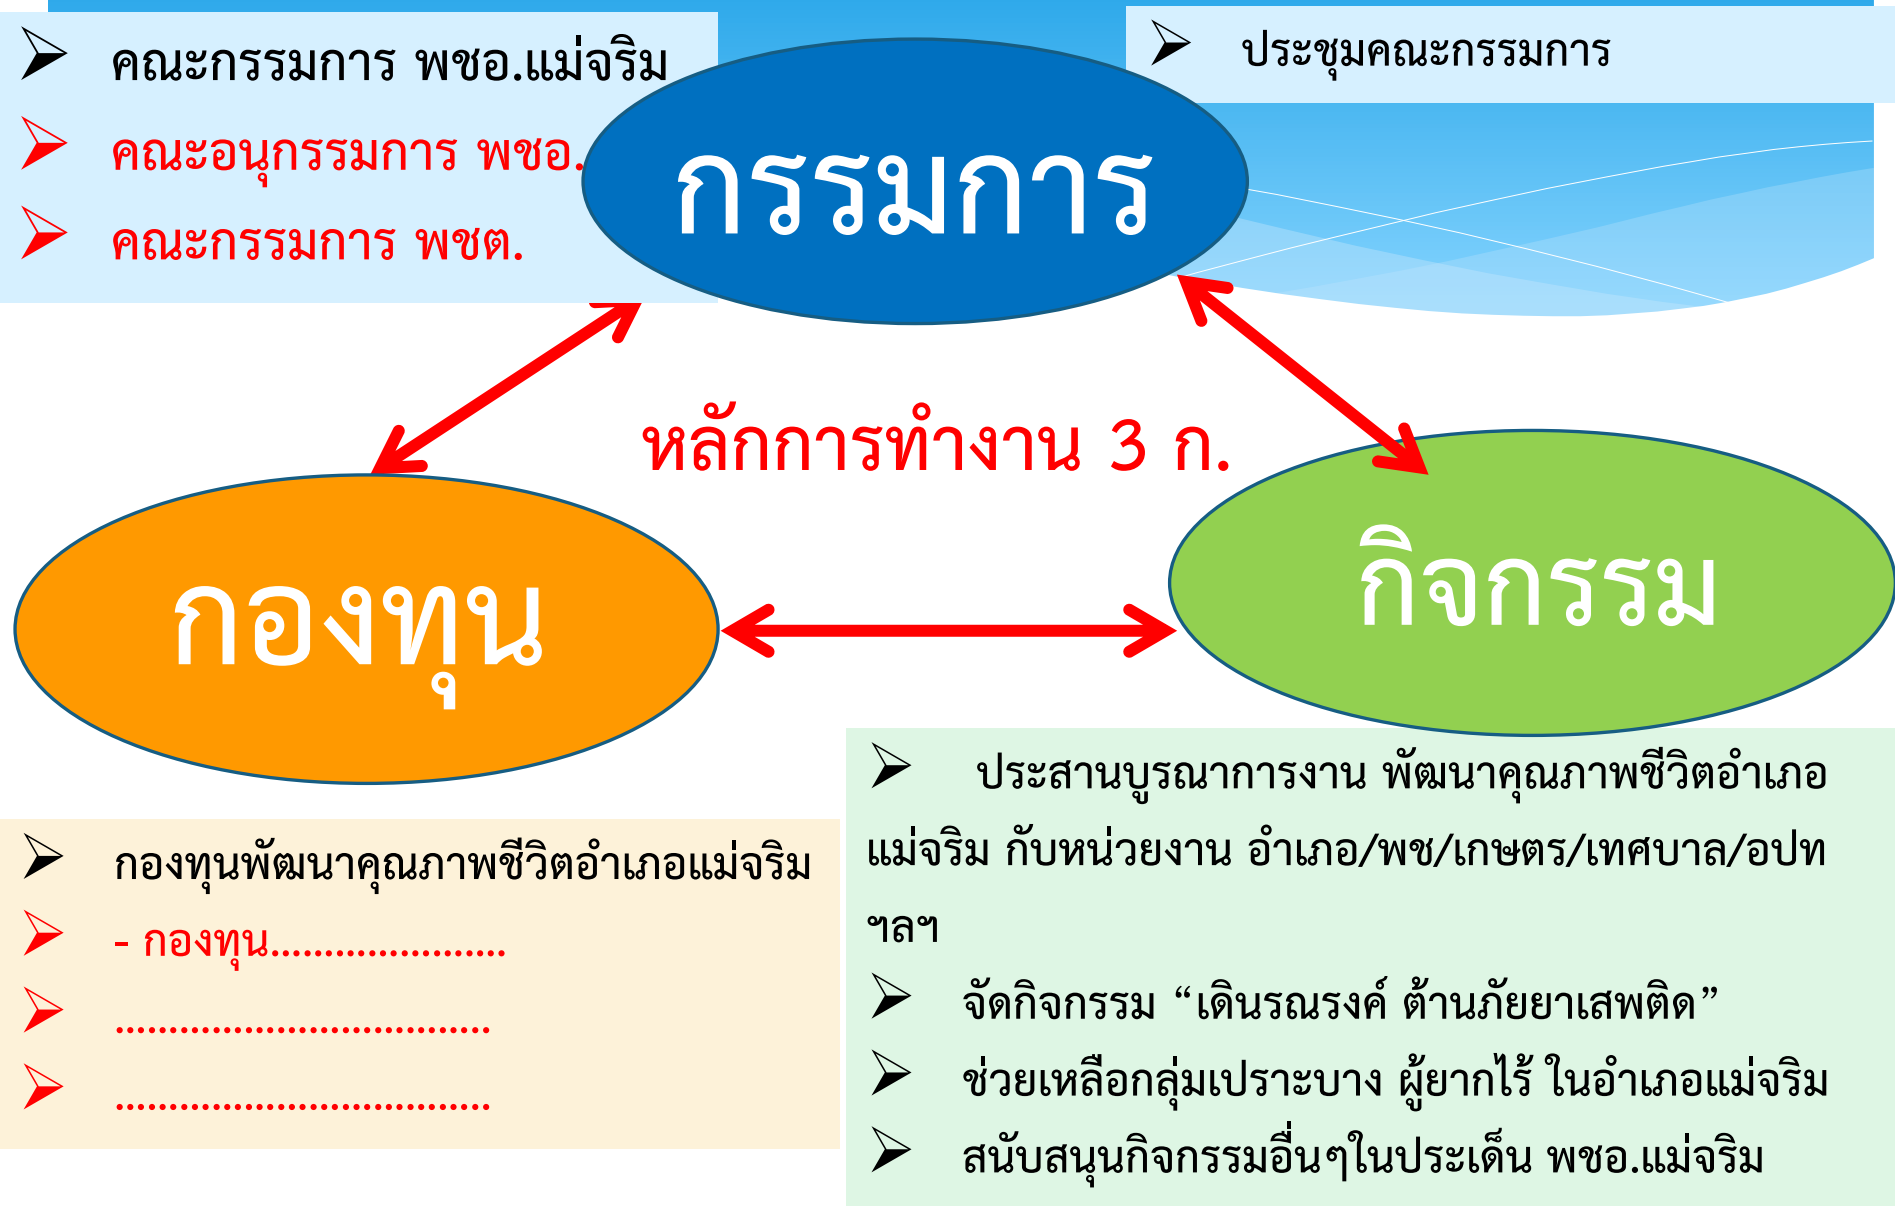 คณะกรรมการ พชอ.แม่จริม
คณะอนุกรรมการ พชอ.
คณะกรรมการ พชต.
ประชุมคณะกรรมการ
กรรมการ
หลักการทำงาน 3 ก.
กองทุน
กิจกรรม
กองทุนพัฒนาคุณภาพชีวิตอำเภอแม่จริม
- กองทุน......................
...................................
...................................
ประสานบูรณาการงาน พัฒนาคุณภาพชีวิตอำเภอ
แม่จริม กับหน่วยงาน อำเภอ/พช/เกษตร/เทศบาล/อปท
ฯลฯ
จัดกิจกรรม “เดินรณรงค์ ต้านภัยยาเสพติด”
ช่วยเหลือกลุ่มเปราะบาง ผู้ยากไร้ ในอำเภอแม่จริม
สนับสนุนกิจกรรมอื่นๆในประเด็น พชอ.แม่จริม